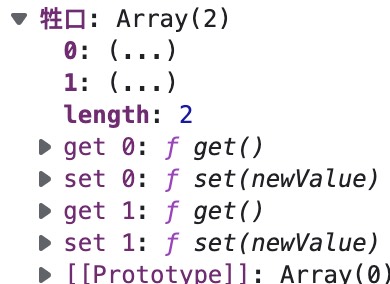 牲口: Array(2)
0: (...)
1: (...)
length: 2
get 0: ƒ get()
set 0: ƒ set(newValue)
get 1: ƒ get()
set 1: ƒ set(newValue)
[[Prototype]]: Array(0)